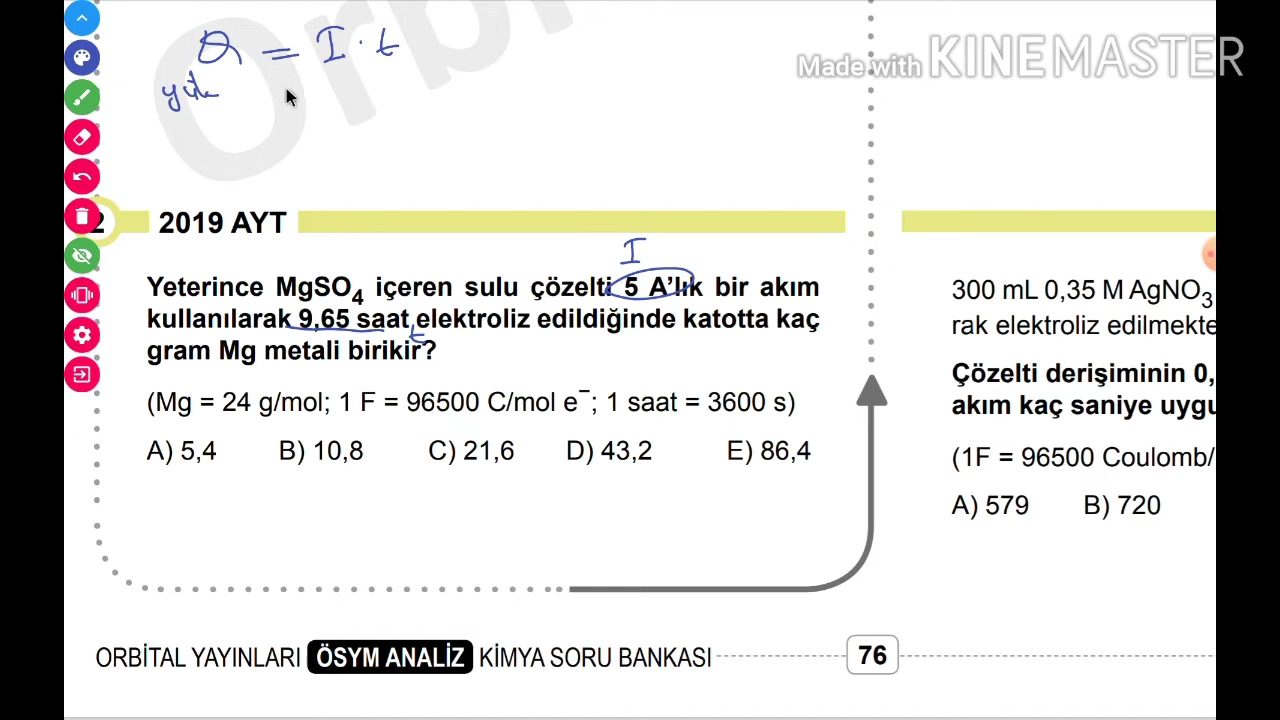 Q = I . t
yük
Made with KINEMASTER
Orb
2
2019 AYT
I
Yeterince MgSO4 içeren sulu çözelti 5 A’lık bir akım
kullanılarak 9,65 saat elektroliz edildiğinde katotta kaç
t
gram Mg metali birikir?
(Mg = 24 g/mol; 1 F = 96500 C/mol e⁻; 1 saat = 3600 s)
A) 5,4 B) 10,8 C) 21,6 D) 43,2 E) 86,4
300 mL 0,35 M AgNO3
rak elektroliz edilmekte
Çözelti derişiminin 0,
akım kaç saniye uygu
(1F = 96500 Coulomb/
A) 579 B) 720
ORBİTAL YAYINLARI ÖSYM ANALİZ KİMYA SORU BANKASI
76